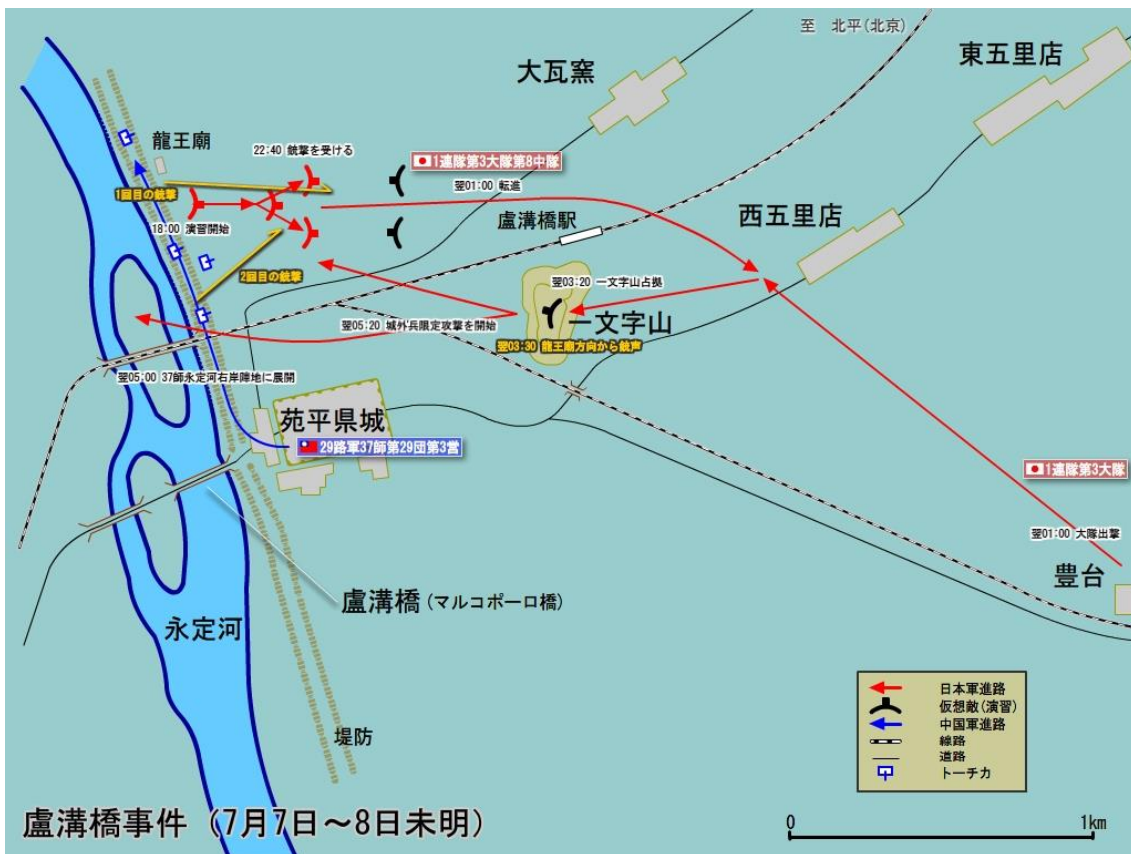 至 北平(北京)
東五里店
大瓦窯
龍王廟
22:40 銃撃を受ける
1連隊第3大隊第8中隊
1回目の銃撃
翌01:00 転進
西五里店
18:00 演習開始
盧溝橋駅
2回目の銃撃
翌03:20 一文字山占拠
一文字山
翌05:20 城外兵限定攻撃を開始
翌03:30 龍王廟方向から銃声
翌05:00 37師永定河右岸陣地に展開
苑平県城
29路軍37師第29団第3営
1連隊第3大隊
翌01:00 大隊出撃
豊台
盧溝橋(マルコポーロ橋)
永定河
日本軍進路
仮想敵(演習)
中国軍進路
線路
道路
トーチカ
堤防
盧溝橋事件 (7月7日～8日未明)
0
1km